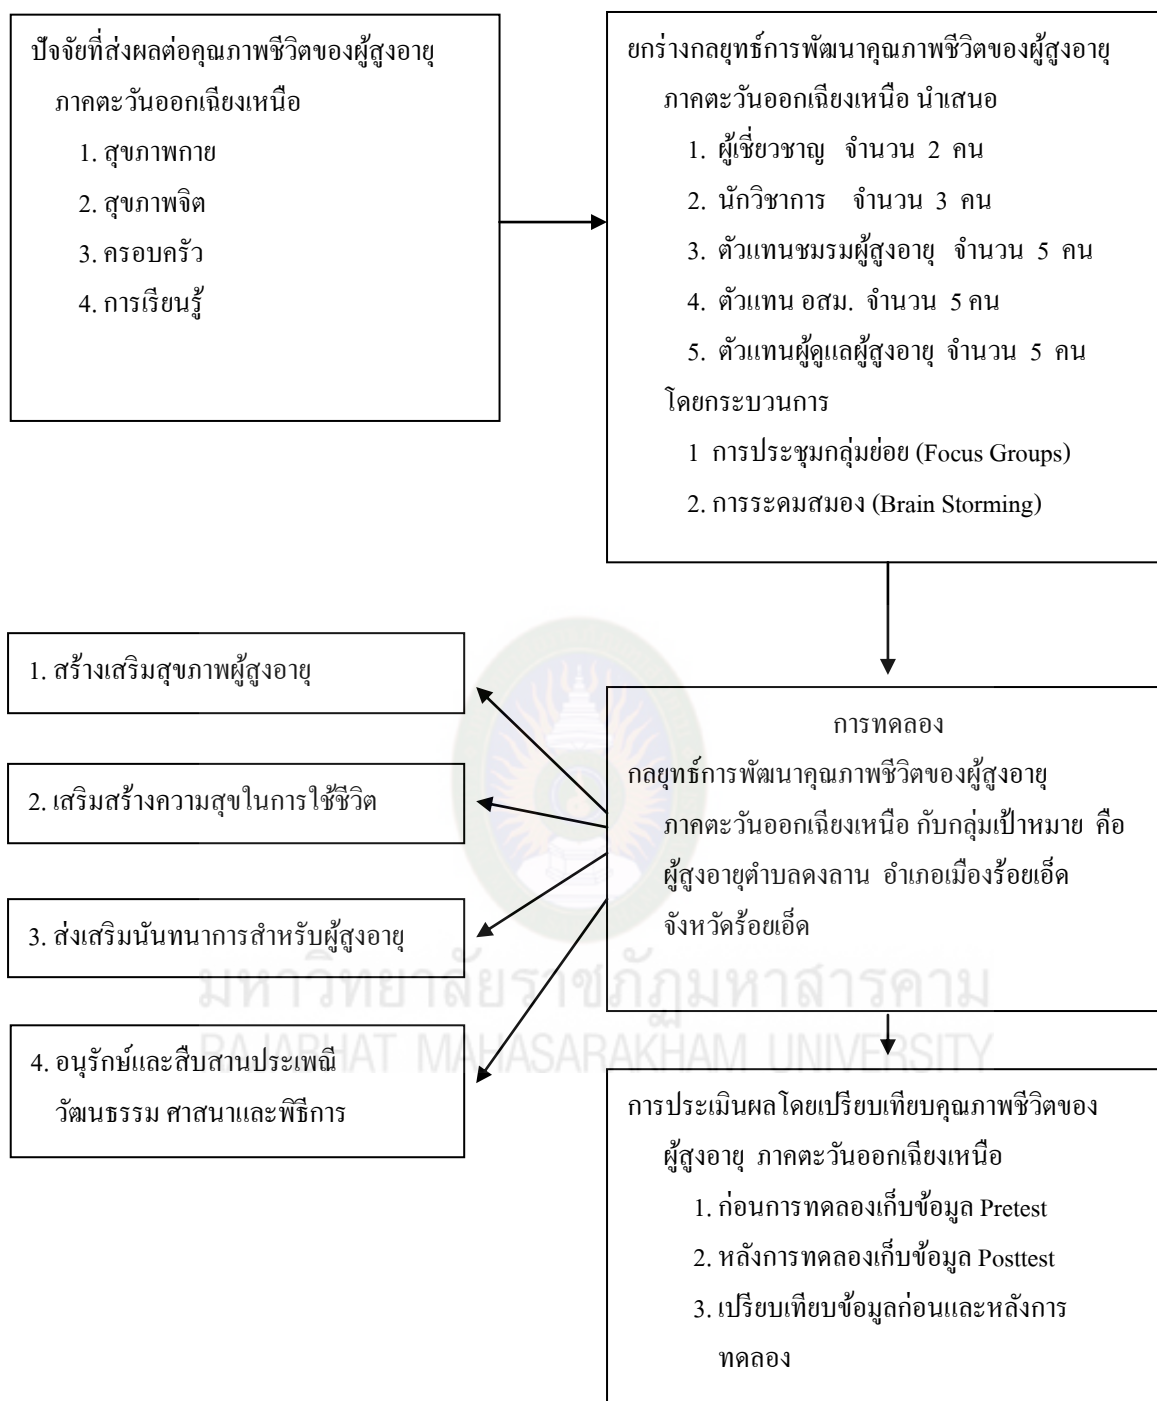 ปัจจัยที่ส่งผลต่อคุณภาพชีวิตของผู้สูงอายุ
ภาคตะวันออกเฉียงเหนือ
1. สุขภาพกาย
2. สุขภาพจิต
3. ครอบครัว
4. การเรียนรู้
ยกร่างกลยุทธ์การพัฒนาคุณภาพชีวิตของผู้สูงอายุ
ภาคตะวันออกเฉียงเหนือ นำเสนอ
1. ผู้เชี่ยวชาญ จำนวน 2 คน
2. นักวิชาการ จำนวน 3 คน
3. ตัวแทนชมรมผู้สูงอายุ จำนวน 5 คน
4. ตัวแทน อสม. จำนวน 5 คน
5. ตัวแทนผู้ดูแลผู้สูงอายุ จำนวน 5 คน
โดยกระบวนการ
1 การประชุมกลุ่มย่อย (Focus Groups)
2. การระดมสมอง (Brain Storming)
1. สร้างเสริมสุขภาพผู้สูงอายุ
2. เสริมสร้างความสุขในการใช้ชีวิต
3. ส่งเสริมนันทนาการสำหรับผู้สูงอายุ
4. อนุรักษ์และสืบสานประเพณี
วัฒนธรรม ศาสนาและพิธีการ
การทดลอง
กลยุทธ์การพัฒนาคุณภาพชีวิตของผู้สูงอายุ
ภาคตะวันออกเฉียงเหนือ กับกลุ่มเป้าหมาย คือ
ผู้สูงอายุตำบลดงลาน อำเภอเมืองร้อยเอ็ด
จังหวัดร้อยเอ็ด
มหาวิทยาลัยราชภัฏมหาสารคาม
RAJABHAT MAHASARAKHAM UNIVERSITY
การประเมินผลโดยเปรียบเทียบคุณภาพชีวิตของ
ผู้สูงอายุ ภาคตะวันออกเฉียงเหนือ
1. ก่อนการทดลองเก็บข้อมูล Pretest
2. หลังการทดลองเก็บข้อมูล Posttest
3. เปรียบเทียบข้อมูลก่อนและหลังการ
ทดลอง